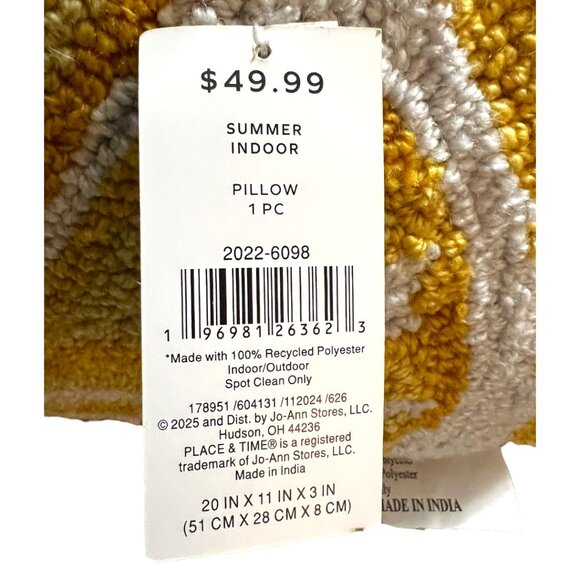 $49.99
SUMMER
INDOOR
PILLOW
1 PC
2022-6098
1 96981 26362 3
*Made with 100% Recycled Polyester
Indoor/Outdoor
Spot Clean Only
178951 /604131 /112024 /626
© 2025 and Dist. by Jo-Ann Stores, LLC.
Hudson, OH 44236
PLACE & TIME® is a registered
trademark of Jo-Ann Stores, LLC.
Made in India
20 IN X 11 IN X 3 IN
(51 CM X 28 CM X 8 CM)
MADE IN INDIA